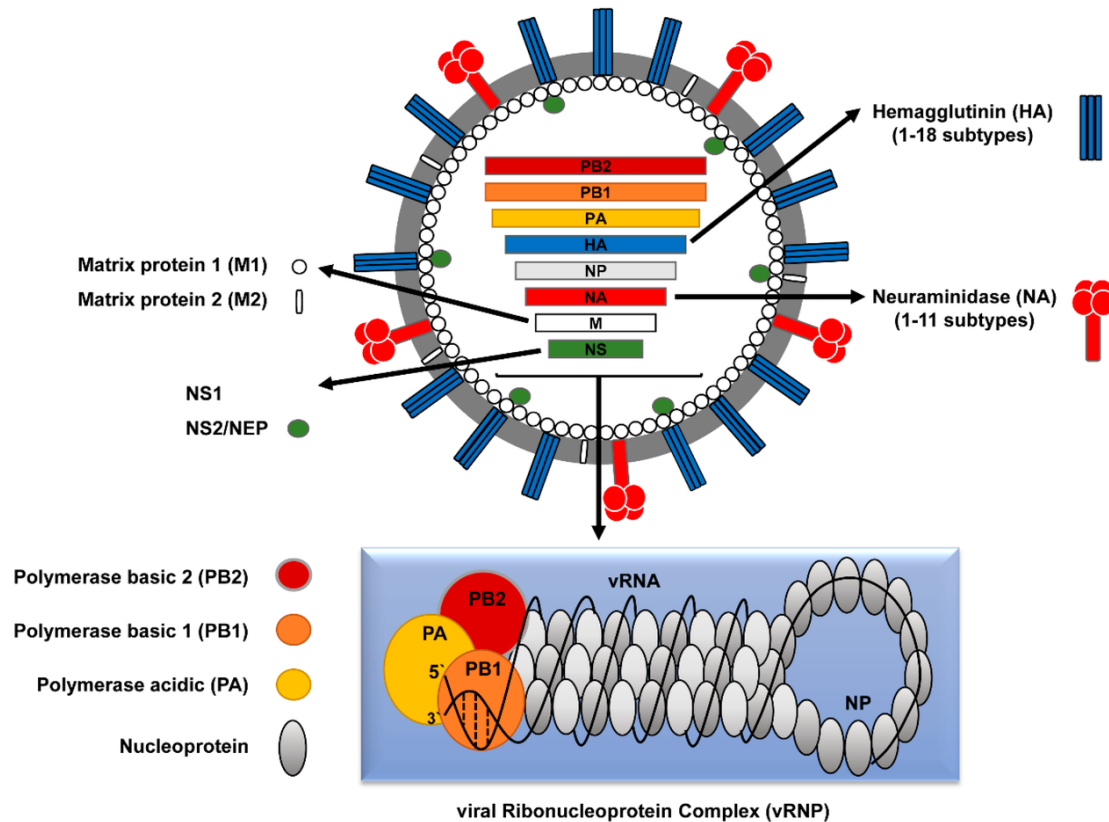 Hemagglutinin (HA)
(1-18 subtypes)
PB2
PB1
PA
HA
NP
NA
M
NS
Matrix protein 1 (M1)
Matrix protein 2 (M2)
Neuraminidase (NA)
(1-11 subtypes)
NS1
NS2/NEP
Polymerase basic 2 (PB2)
Polymerase basic 1 (PB1)
Polymerase acidic (PA)
Nucleoprotein
vRNA
PB2
PA
PB1
5`
3`
NP
viral Ribonucleoprotein Complex (vRNP)